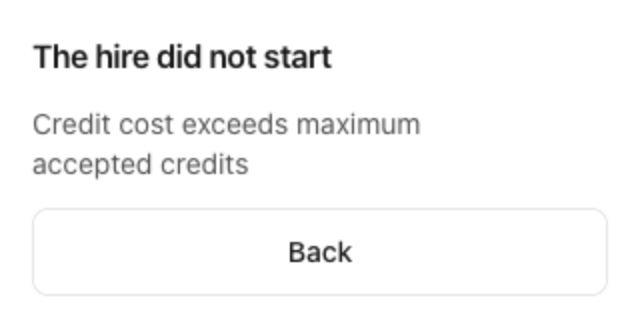 The hire did not start
Credit cost exceeds maximum
accepted credits
Back